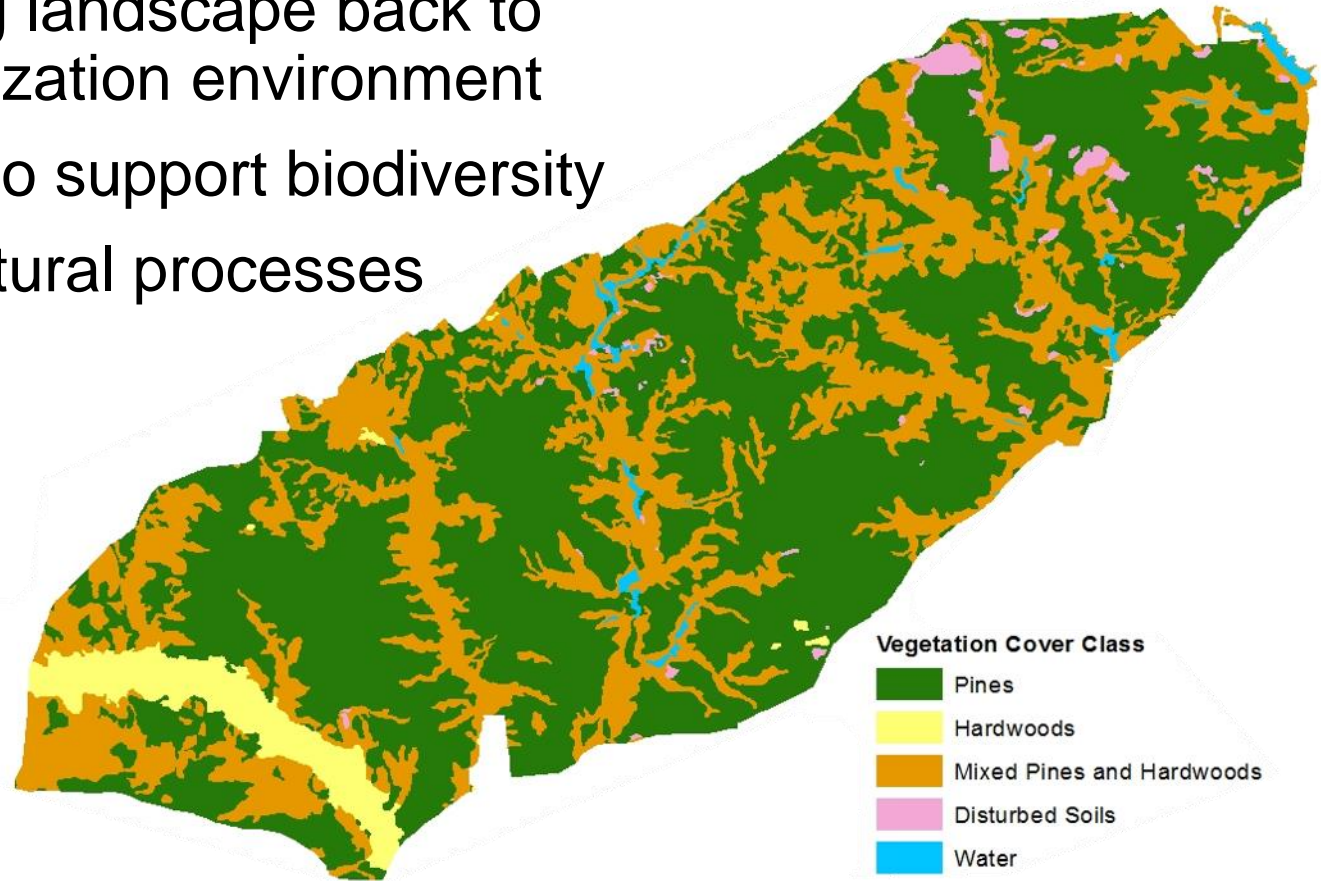 g landscape back to
zation environment
o support biodiversity
tural processes
Vegetation Cover Class
Pines
Hardwoods
Mixed Pines and Hardwoods
Disturbed Soils
Water